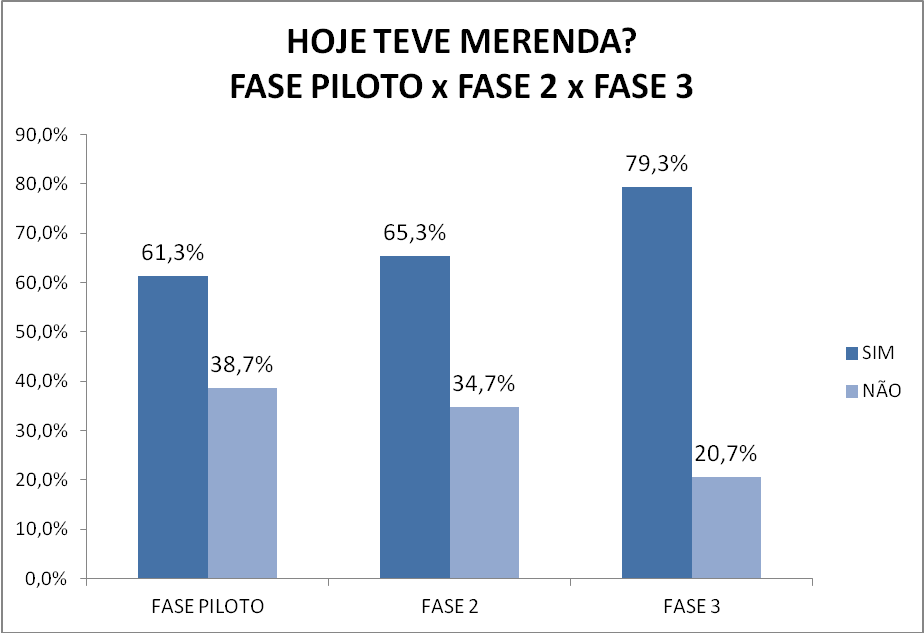 HOJE TEVE MERENDA?
FASE PILOTO x FASE 2 x FASE 3
90,0%
80,0%
70,0%
60,0%
50,0%
40,0%
30,0%
20,0%
10,0%
0,0%
61,3%
38,7%
65,3%
34,7%
79,3%
20,7%
FASE PILOTO
FASE 2
FASE 3
SIM
NÃO